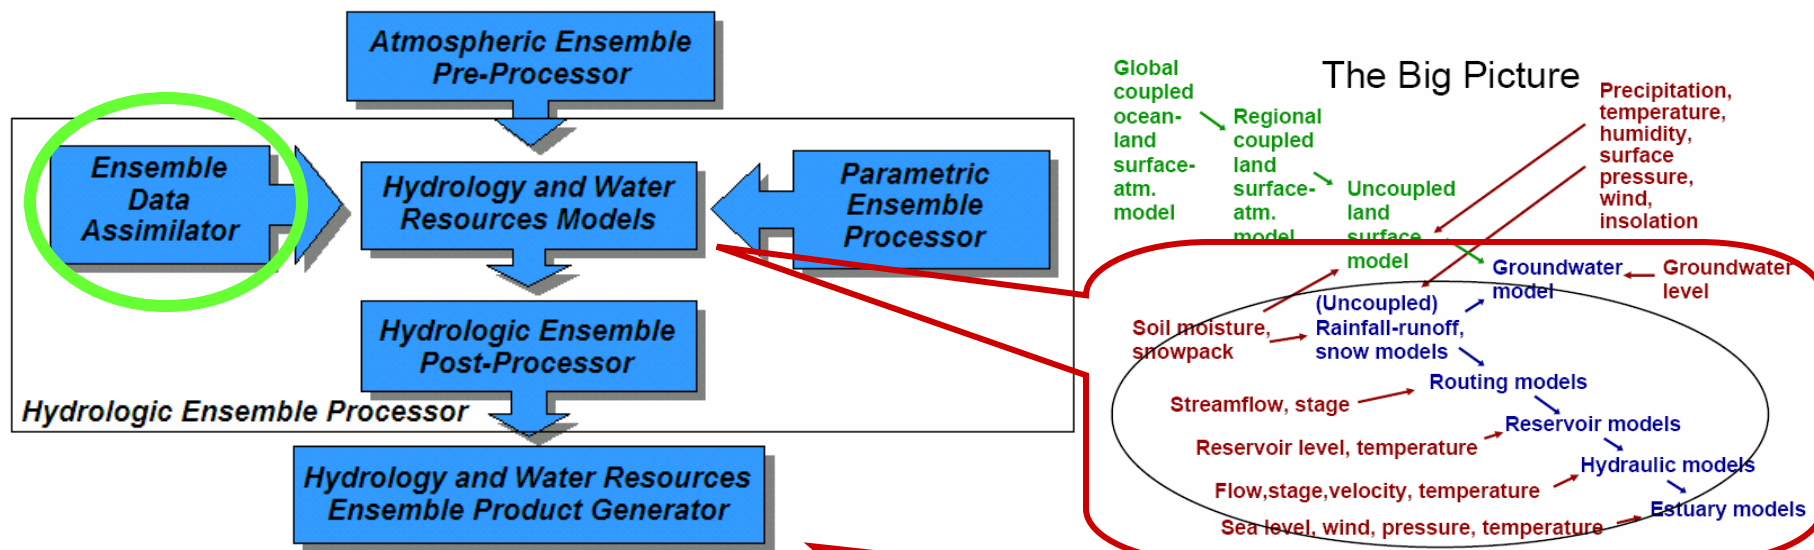 Atmospheric Ensemble
Pre-Processor
Ensemble
Data
Assimilator
Hydrology and Water
Resources Models
Parametric
Ensemble
Processor
Hydrologic Ensemble
Post-Processor
Hydrologic Ensemble Processor
Hydrology and Water Resources
Ensemble Product Generator
The Big Picture
Global
coupled
ocean-
land
surface-
atm.
model
Regional
coupled
land
surface-
atm.
model
Uncoupled
land
surface
model
Precipitation,
temperature,
humidity,
surface
pressure,
wind,
insolation
Groundwater
model
Groundwater
level
Soil moisture,
snowpack
(Uncoupled)
Rainfall-runoff,
snow models
Routing models
Streamflow, stage
Reservoir models
Reservoir level, temperature
Hydraulic models
Flow,stage,velocity, temperature
Estuary models
Sea level, wind, pressure, temperature